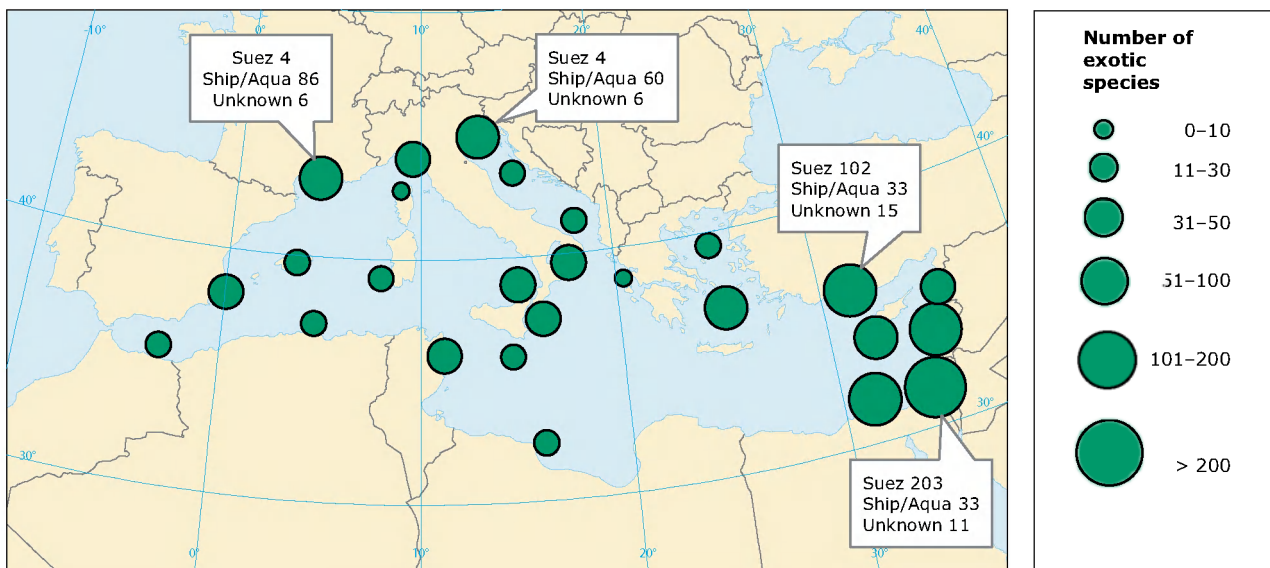 -10°
0°
10°
20°
30°
40°
Suez 4
Ship/Aqua 86
Unknown 6
Suez 4
Ship/Aqua 60
Unknown 6
Suez 102
Ship/Aqua 33
Unknown 15
40°
30°
30°
Suez 203
Ship/Aqua 33
Unknown 11
0°
10°
20°
30°
Number of
exotic
species
0–10
11–30
31–50
51–100
101–200
> 200